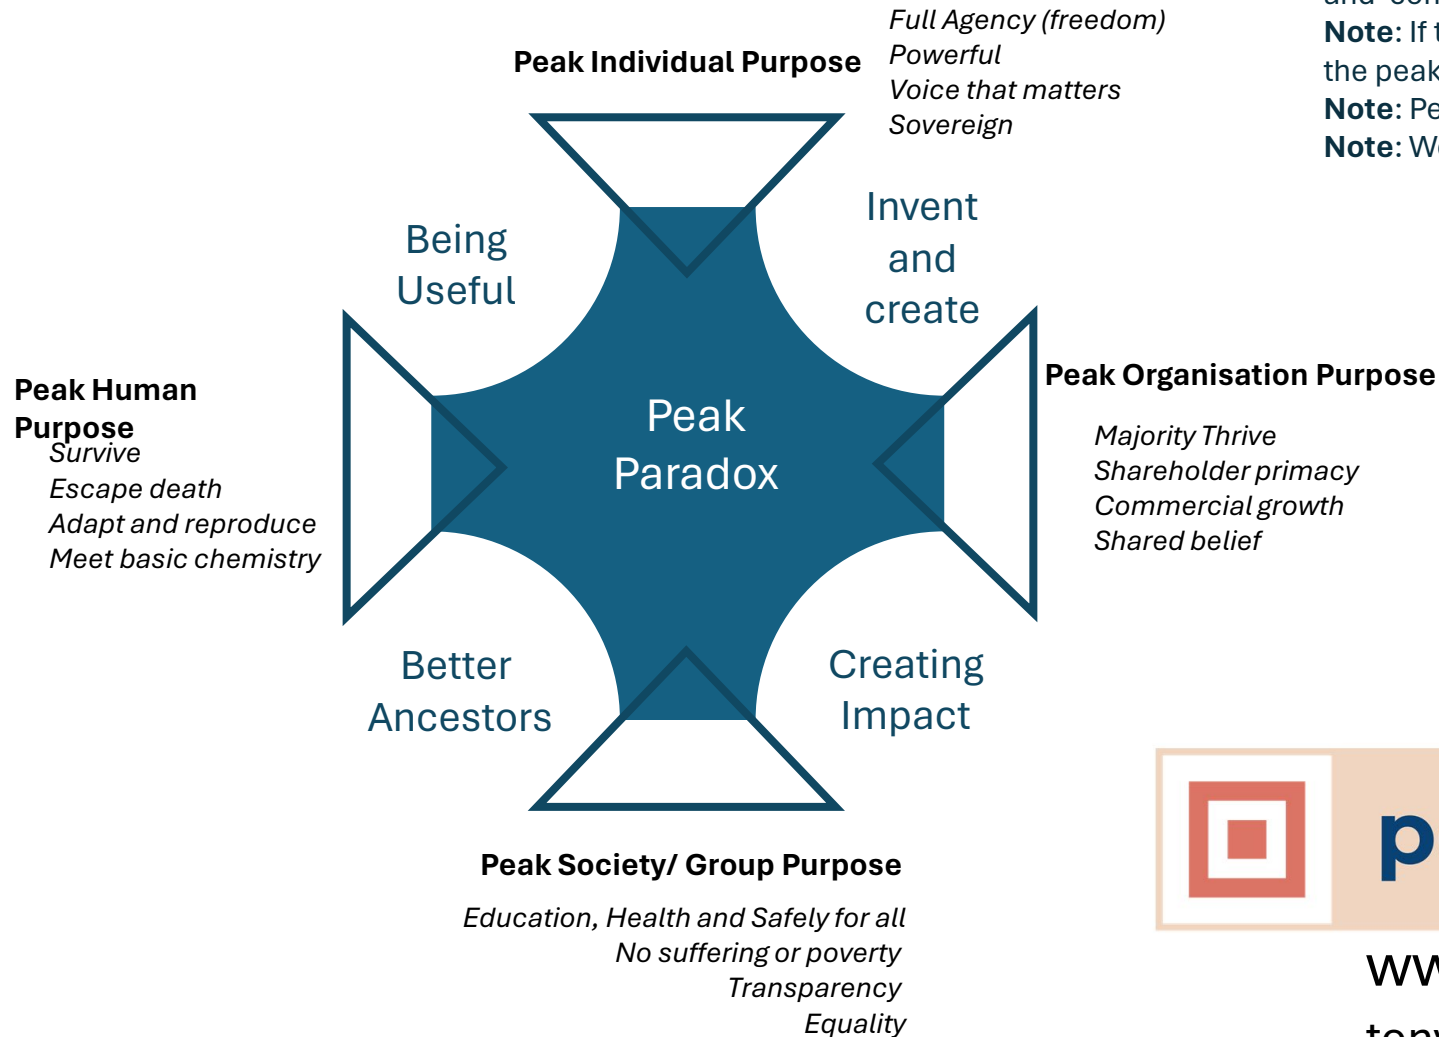 Full Agency (freedom)
Powerful
Voice that matters
Sovereign
Peak Individual Purpose
Note: If
the peak
Note:
Note:
Being
Useful
Invent
and
create
Peak Human
Purpose
Survive
Escape death
Adapt and reproduce
Meet basic chemistry
Peak
Paradox
Peak Organisation Purpose
Majority Thrive
Shareholder primacy
Commercial growth
Shared belief
Better
Ancestors
Creating
Impact
Peak Society/ Group Purpose
Education, Health and Safely for all
No suffering or poverty
Transparency
Equality
p